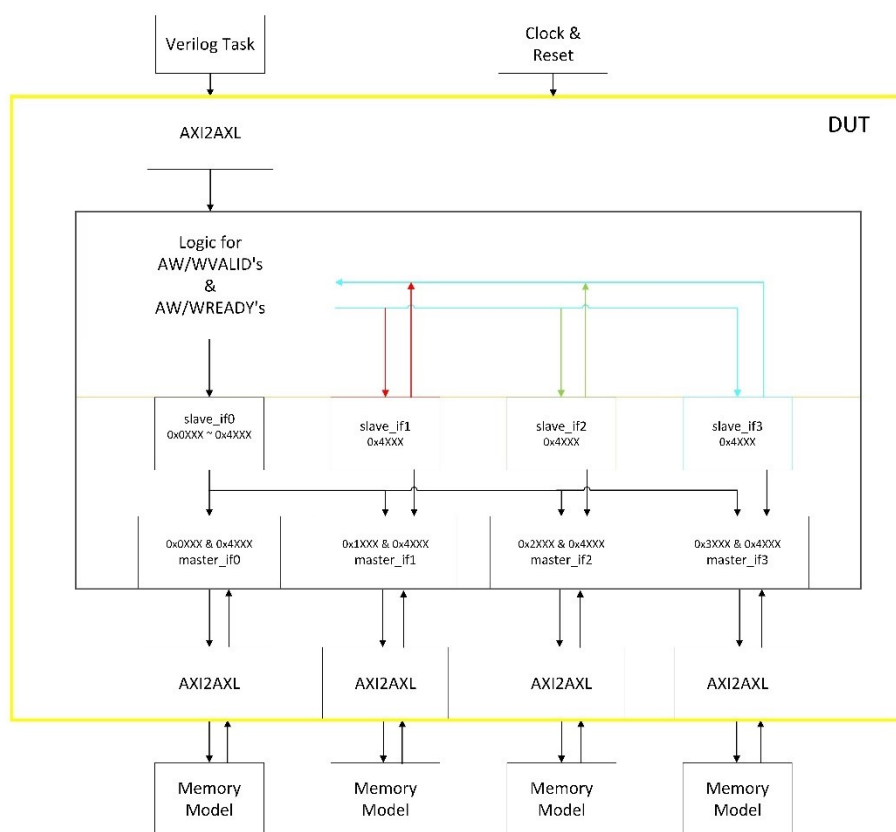 Verilog Task
Clock &
Reset
DUT
AXI2AXL
Logic for
AW/WVALID's
&
AW/WREADY's
slave_if0
0x0XXX ~ 0x4XXX
slave_if1
0x4XXX
slave_if2
0x4XXX
slave_if3
0x4XXX
0x0XXX & 0x4XXX
master_if0
0x1XXX & 0x4XXX
master_if1
0x2XXX & 0x4XXX
master_if2
0x3XXX & 0x4XXX
master_if3
AXI2AXL
AXI2AXL
AXI2AXL
AXI2AXL
Memory
Model
Memory
Model
Memory
Model
Memory
Model